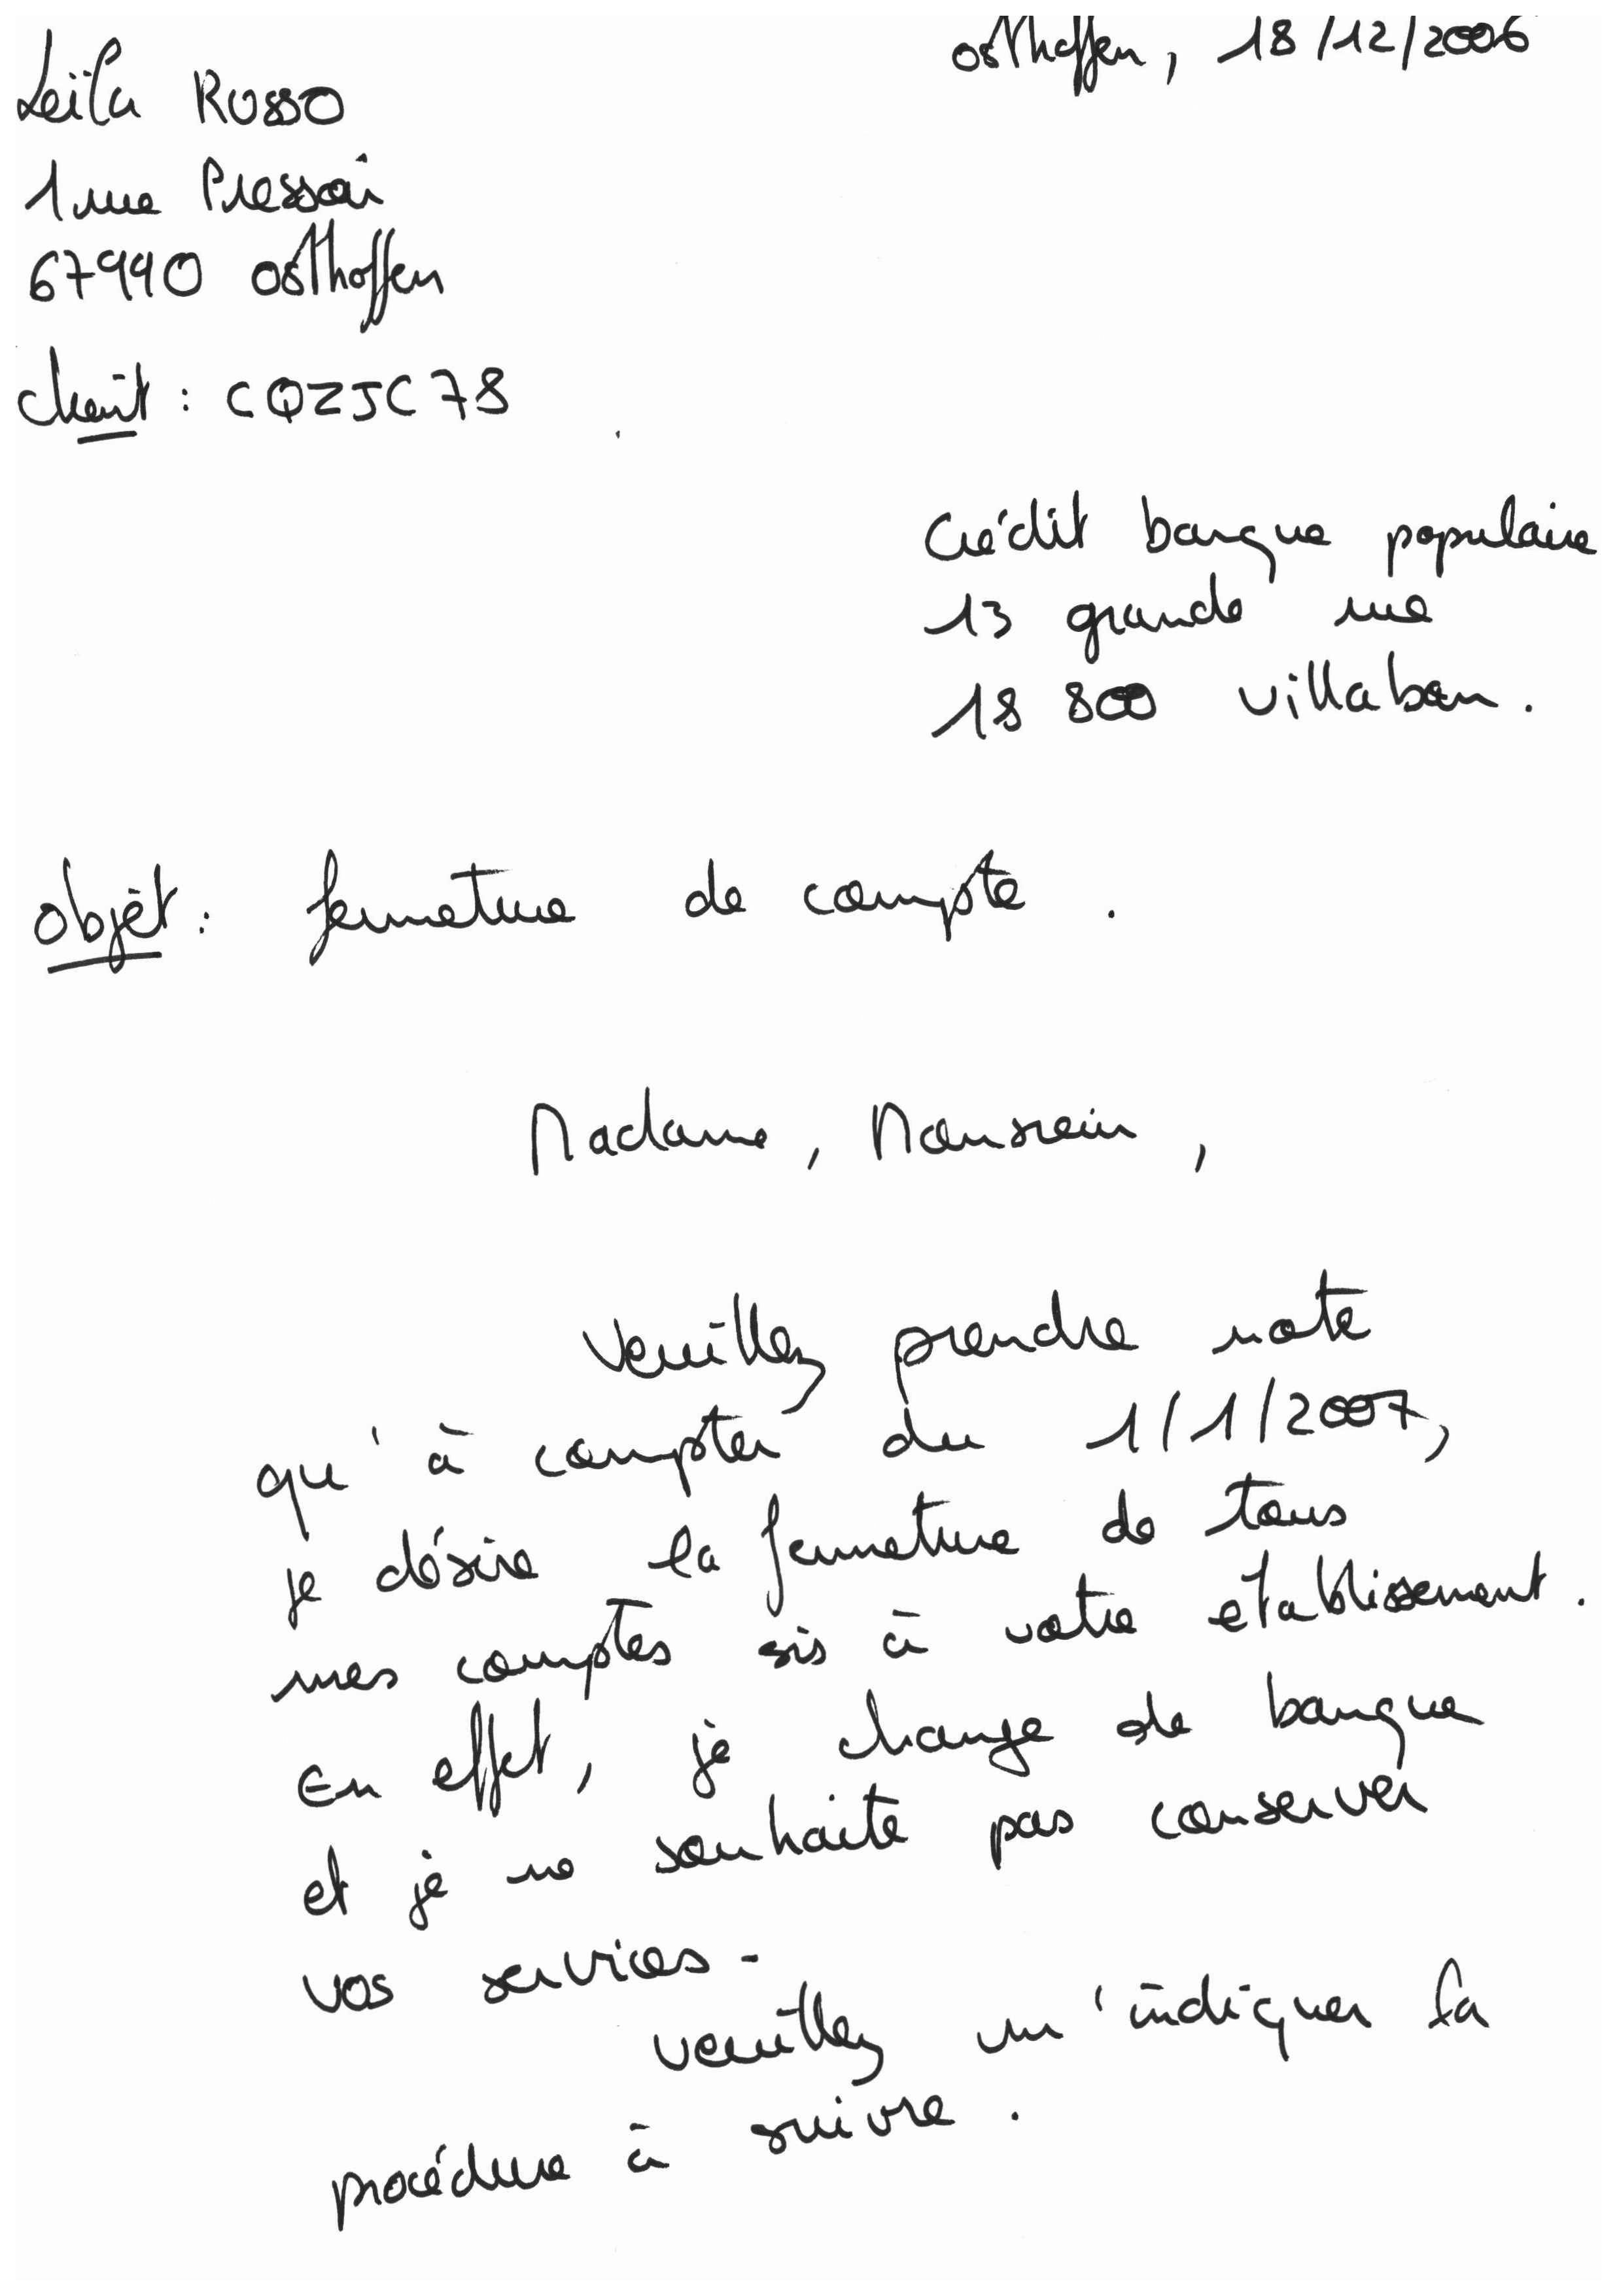 Leïla Russo
osthoffen, 18/12/2006
1 rue Pressoir
67990 osthoffen
client : CQZJC78
Crédit banque populaire
13 grande rue
18 800 villabon.
objet : fermeture de compte.
Madame, Monsieur,
Veuillez prendre note
qu'à compter du 1/1/2007,
je désire la fermeture de tous
mes comptes sis à votre etablissement.
En effet, je change de banque
et je ne souhaite pas conserver
vos services.
Veuillez m'indiquer la
procédure à suivre.